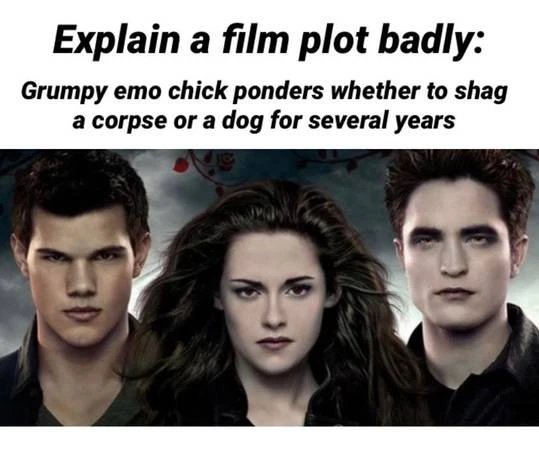 Explain a film plot badly:
Grumpy emo chick ponders whether to shag
a corpse or a dog for several years